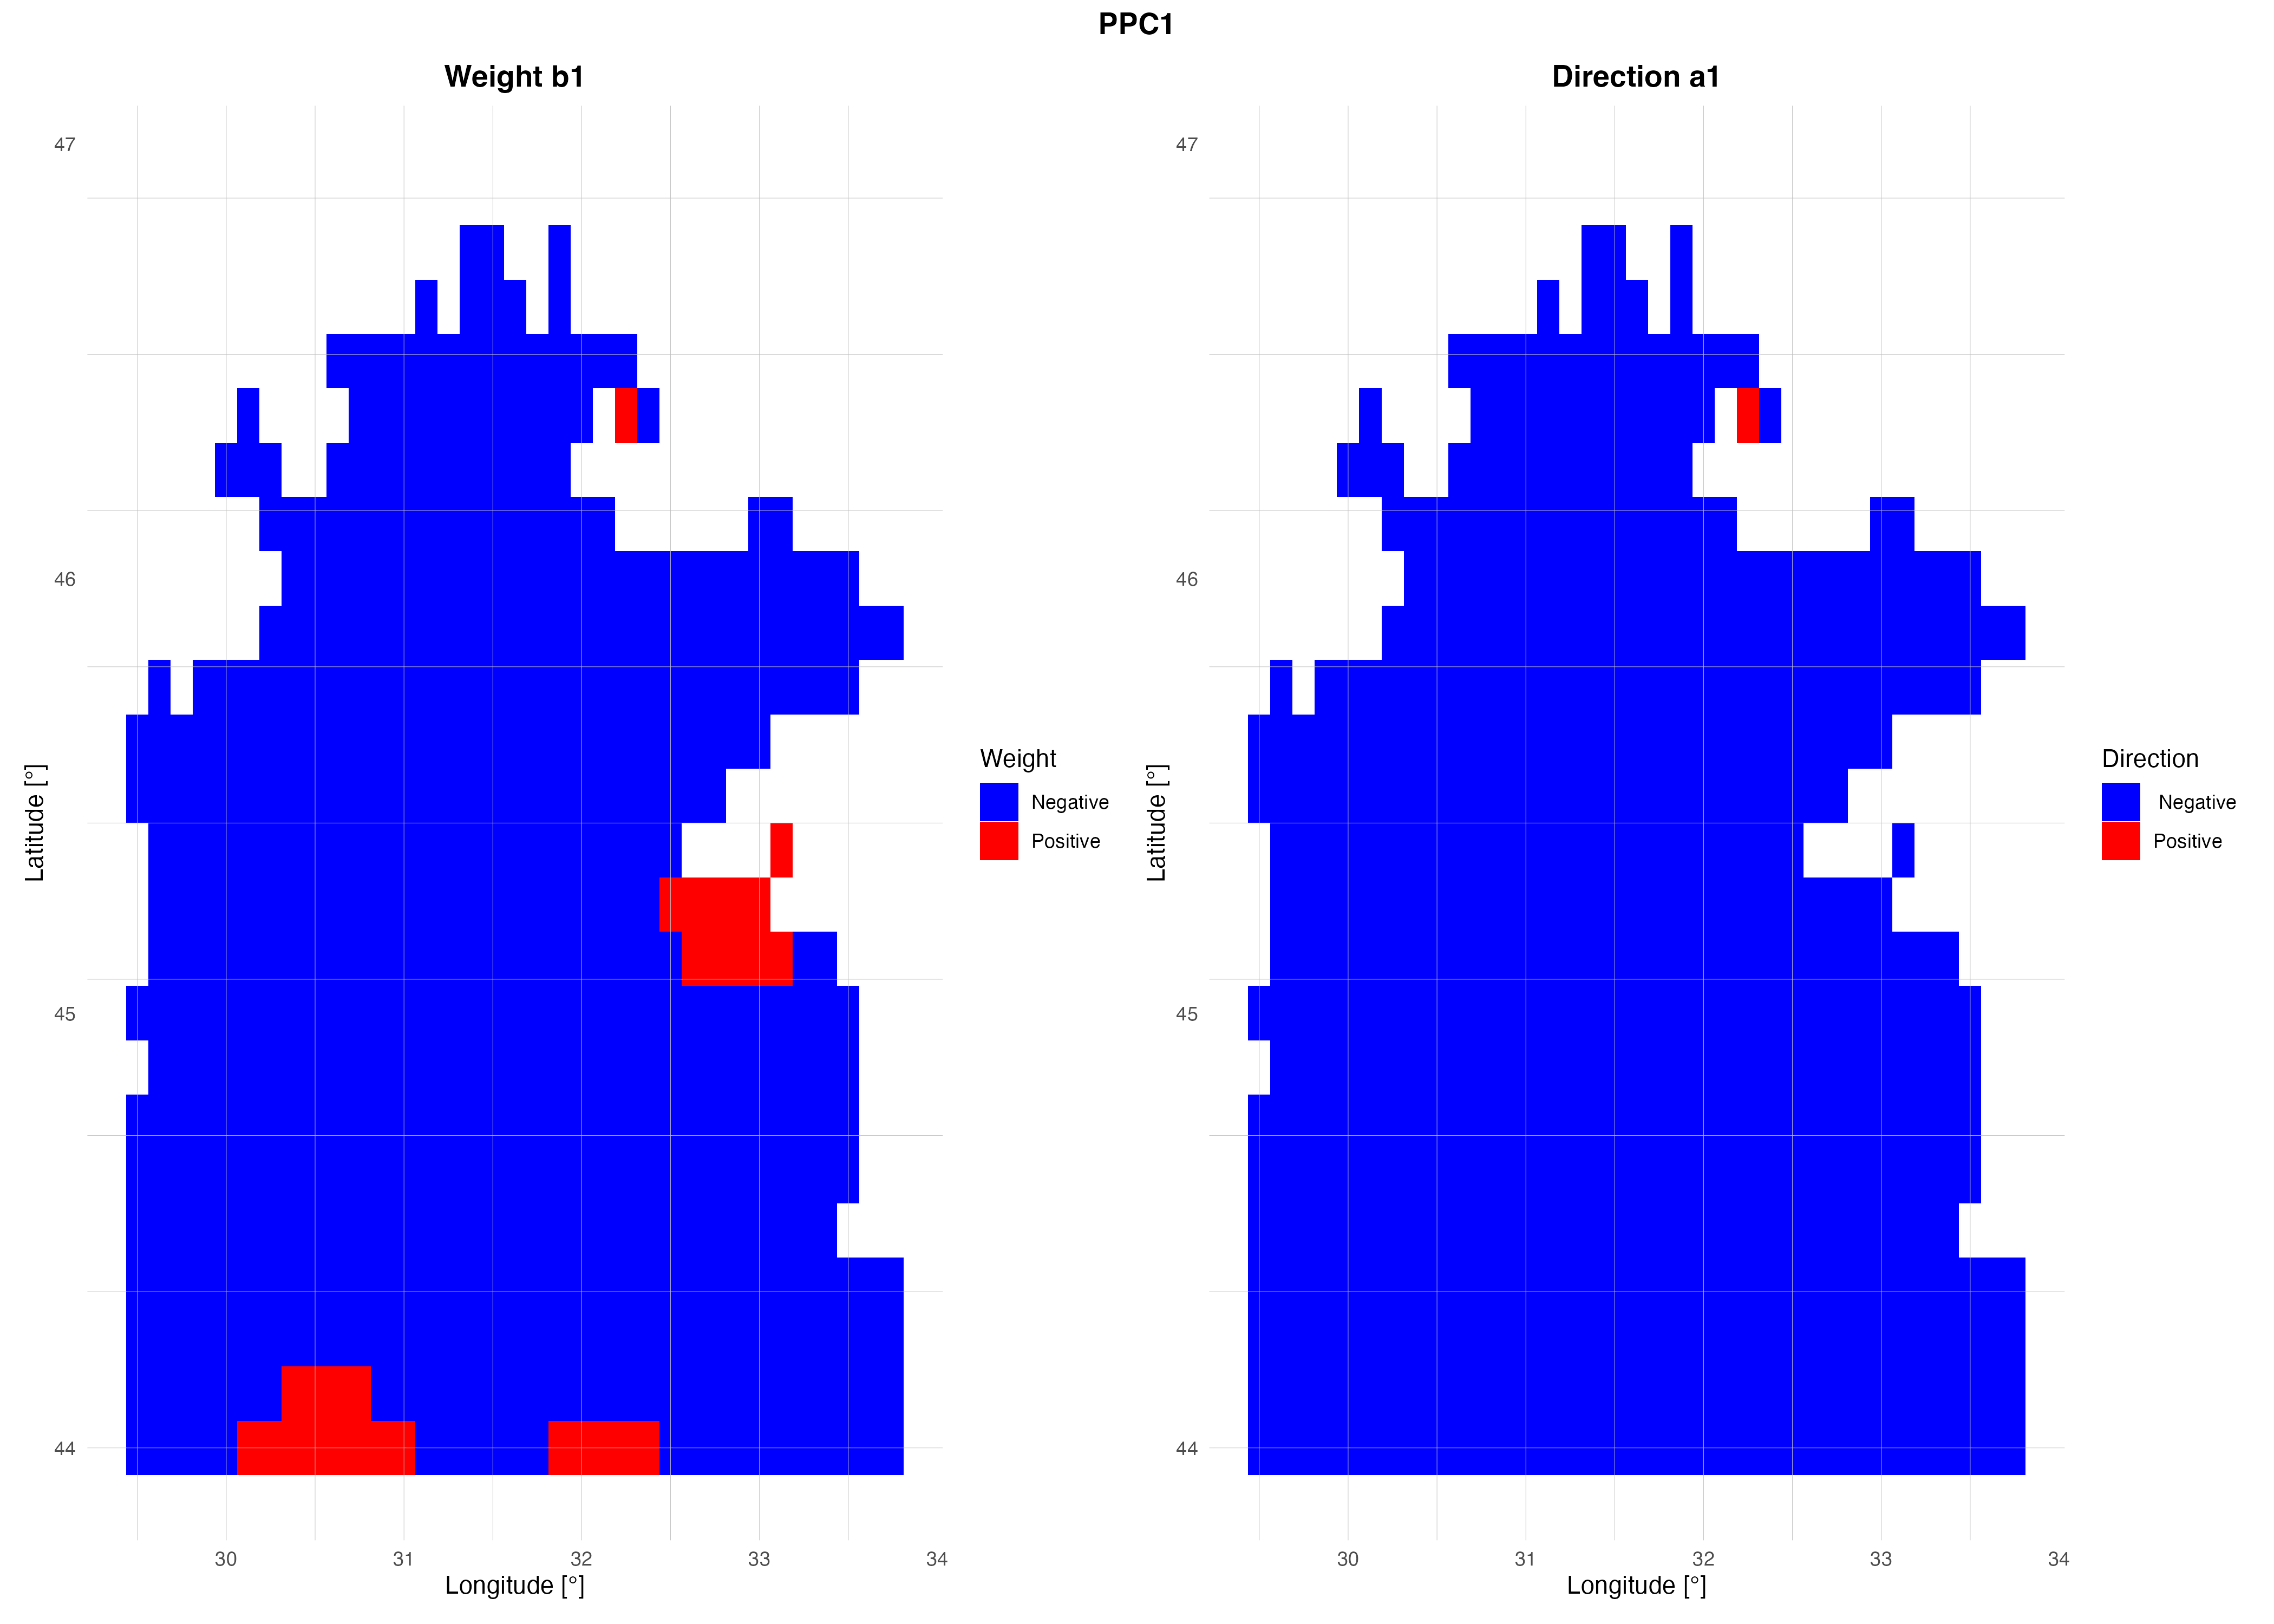 PPC1
Weight b1
47
46
45
44
Latitude [°]
30 31 32 33 34
Longitude [°]
Weight
Negative
Positive
Direction a1
47
46
45
44
Latitude [°]
30 31 32 33 34
Longitude [°]
Direction
Negative
Positive